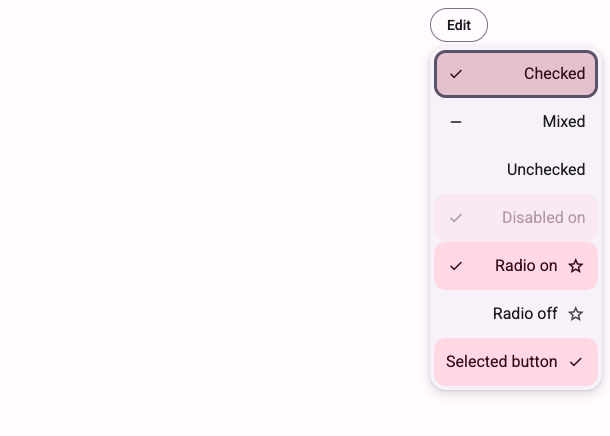 Edit
Checked
Mixed
Unchecked
Disabled on
Radio on
Radio off
Selected button